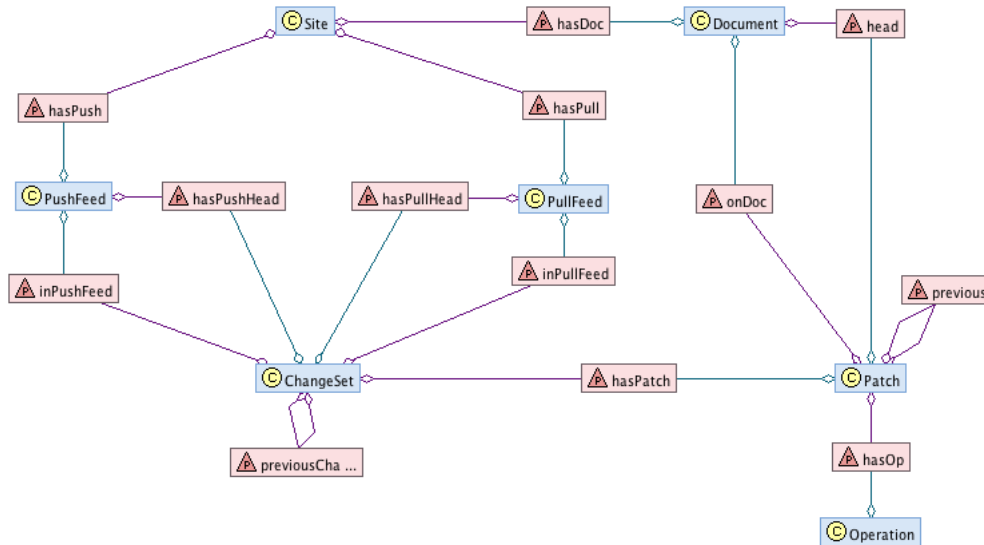 C Site
P hasDoc
C Document
P head
P hasPush
P hasPull
C PushFeed
P hasPushHead
P hasPullHead
C PullFeed
P onDoc
P inPushFeed
P inPullFeed
P previous
C ChangeSet
P hasPatch
C Patch
P previousCha ...
P hasOp
C Operation